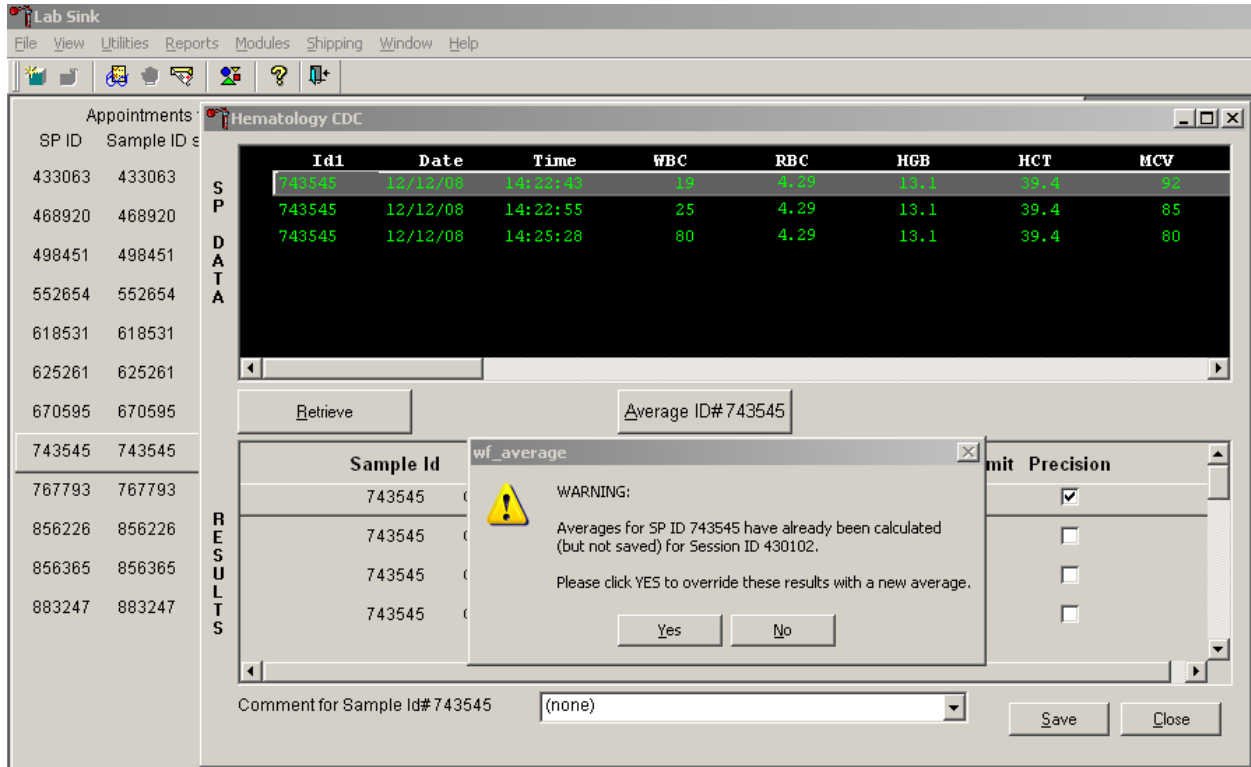 Lab Sink
File View Utilities Reports Modules Shipping Window Help
Appointments
SP ID Sample ID s
433063 433063
468920 468920
498451 498451
552654 552654
618531 618531
625261 625261
670595 670595
743545 743545
767793 767793
856226 856226
856365 856365
883247 883247
Hematology CDC
SP DATA
Id1 Date Time WBC RBC HGB HCT MCV
743545 12/12/08 14:22:43 19 4.29 13.1 39.4 92
743545 12/12/08 14:22:55 25 4.29 13.1 39.4 85
743545 12/12/08 14:25:28 80 4.29 13.1 39.4 80
Retrieve
Average ID# 743545
RESULTS
Sample Id mit Precision
743545
743545
743545
743545
wf_average
WARNING:
Averages for SP ID 743545 have already been calculated
(but not saved) for Session ID 430102.
Please click YES to override these results with a new average.
Yes No
Comment for Sample Id# 743545 (none)
Save Close